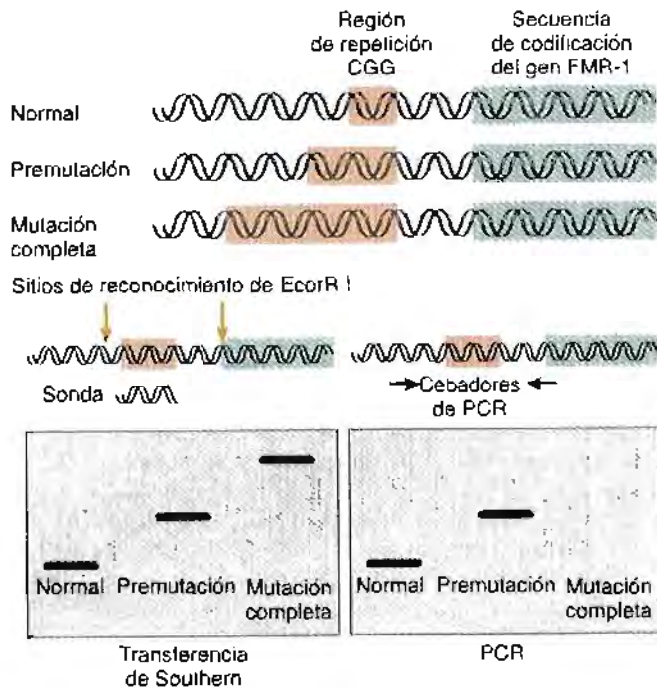 Región
de repetición
CGG
Secuencia
de codificación
del gen FMR-1
Normal
Premutación
Mutación
completa
Sitios de reconocimiento de EcorR I
Sonda
Cebadores
de PCR
Normal
Premutación
Mutación
completa
Normal
Premutación
Mutación
completa
Transferencia
de Southern
PCR